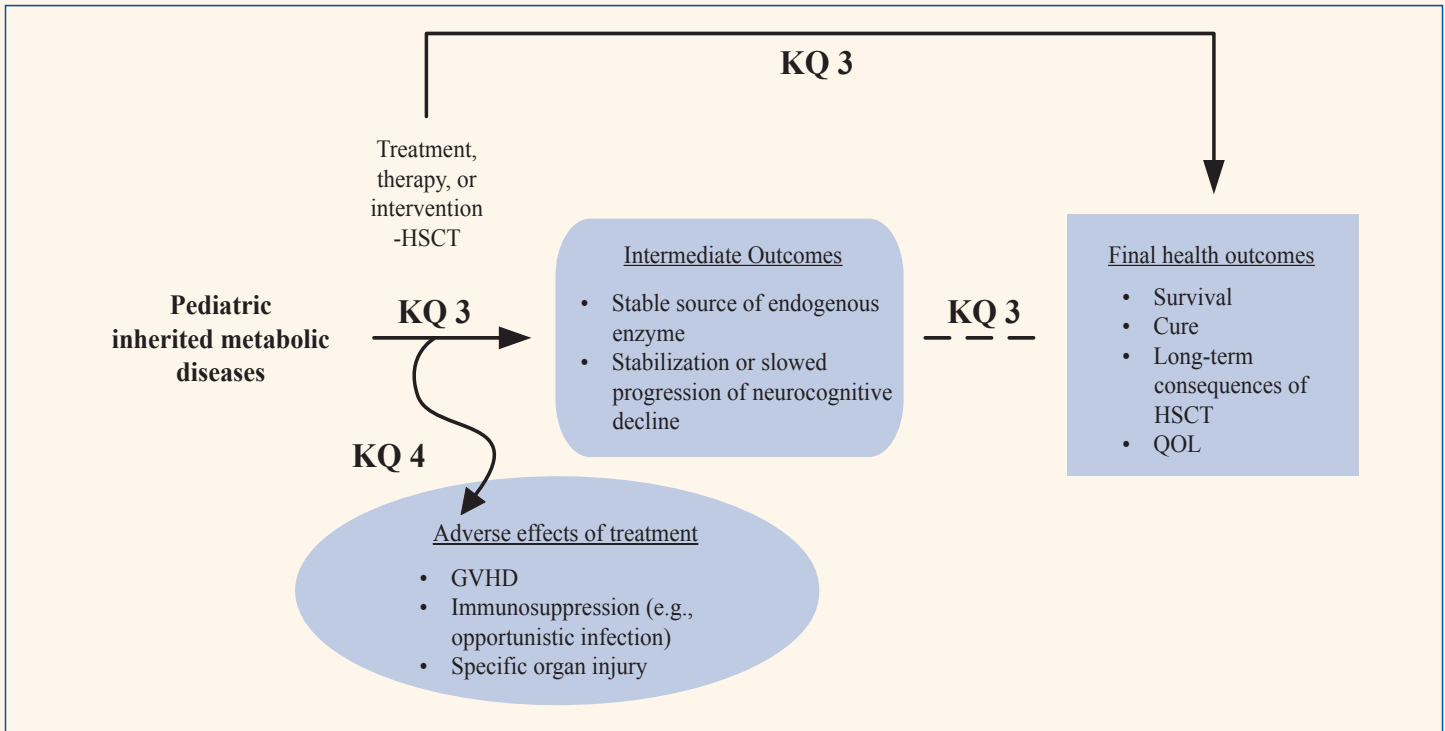 KQ 3
Treatment,
therapy, or
intervention
-HSCT
Pediatric
inherited metabolic
diseases
KQ 3
KQ 4
Intermediate Outcomes
• Stable source of endogenous
enzyme
• Stabilization or slowed
progression of neurocognitive
decline
KQ 3
Final health outcomes
• Survival
• Cure
• Long-term
consequences of
HSCT
• QOL
Adverse effects of treatment
• GVHD
• Immunosuppression (e.g.,
opportunistic infection)
• Specific organ injury